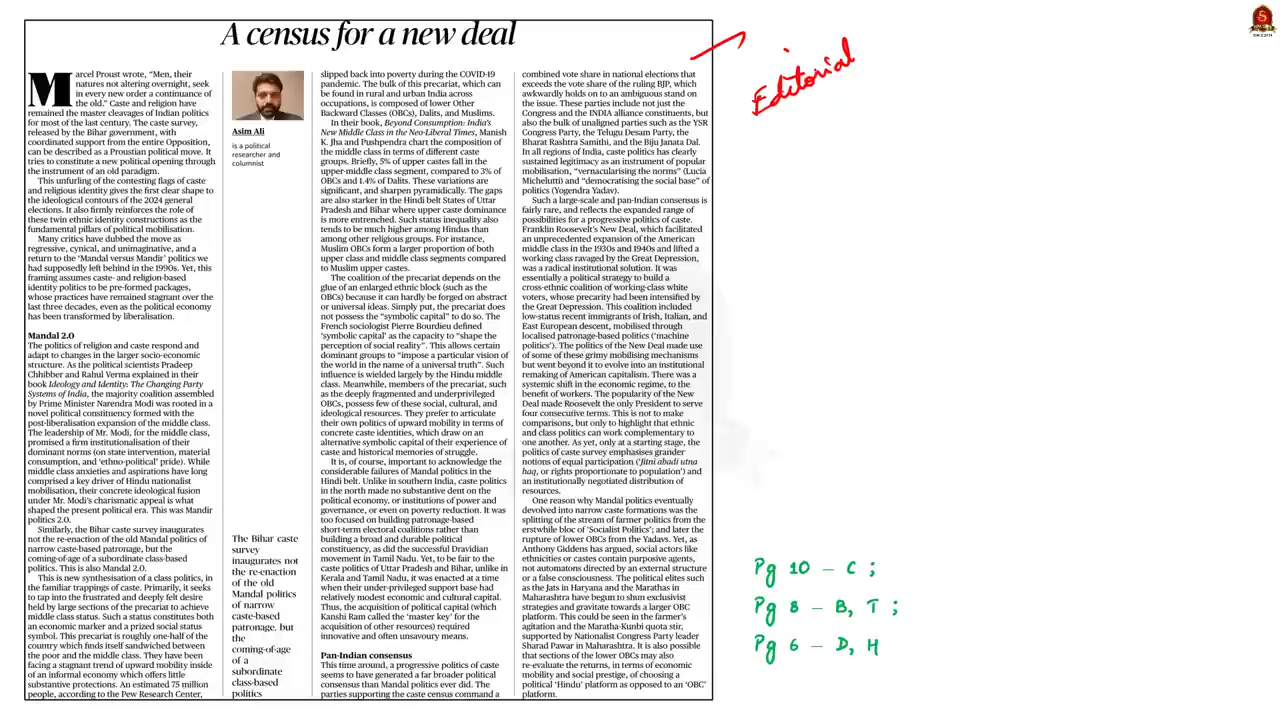 A census for a new deal
Marcel Proust wrote, “Men, their
natures not altering overnight, seek
in every new order a continuance of
the old.” Caste and religion have
remained the master cleavages of Indian politics
for most of the last century. The caste survey,
released by the Bihar government, with
coordinated support from the entire Opposition,
can be described as a Proustian political move. It
tries to constitute a new political opening through
the instrument of an old paradigm.
This unfurling of the contesting flags of caste
and religious identity gives the first clear shape to
the ideological contours of the 2024 general
elections. It also firmly reinforces the role of
these twin ethnic identity constructions as the
fundamental pillars of political mobilisation.
Many critics have dubbed the move as
regressive, cynical, and unimaginative, and a
return to the ‘Mandal versus Mandir’ politics we
had supposedly left behind in the 1990s. Yet, this
framing assumes caste- and religion-based
identity politics to be pre-formed packages,
whose practices have remained stagnant over the
last three decades, even as the political economy
has been transformed by liberalisation.
Mandal 2.0
The politics of religion and caste respond and
adapt to changes in the larger socio-economic
structure. As the political scientists Pradeep
Chhibber and Rahul Verma explained in their
book Ideology and Identity: The Changing Party
Systems of India, the majority coalition assembled
by Prime Minister Narendra Modi was rooted in a
novel political constituency formed with the
post-liberalisation expansion of the middle class.
The leadership of Mr. Modi, for the middle class,
promised a firm institutionalisation of their
dominant norms (on state intervention, material
consumption, and ‘ethno-political’ pride). While
middle class anxieties and aspirations have long
comprised a key driver of Hindu nationalist
mobilisation, their concrete ideological fusion
under Mr. Modi’s charismatic appeal is what
shaped the present political era. This was Mandir
politics 2.0.
Similarly, the Bihar caste survey inaugurates
not the re-enaction of the old Mandal politics of
narrow caste-based patronage, but the
coming-of-age of a subordinate class-based
politics. This is also Mandal 2.0.
This is new synthesisation of a class politics, in
the familiar trappings of caste. Primarily, it seeks
to tap into the frustrated and deeply felt desire
held by large sections of the precariat to achieve
middle class status. Such a status constitutes both
an economic marker and a prized social status
symbol. This precariat is roughly one-half of the
country which finds itself sandwiched between
the poor and the middle class. They have been
facing a stagnant trend of upward mobility inside
of an informal economy which offers little
substantive protections. An estimated 75 million
people, according to the Pew Research Center,
Asim Ali
is a political
researcher and
columnist
The Bihar caste
survey
inaugurates not
the re-enaction
of the old
Mandal politics
of narrow
caste-based
patronage, but
the
coming-of-age
of a
subordinate
class-based
politics
slipped back into poverty during the COVID-19
pandemic. The bulk of this precariat, which can
be found in rural and urban India across
occupations, is composed of lower Other
Backward Classes (OBCs), Dalits, and Muslims.
In their book, Beyond Consumption: India’s
New Middle Class in the Neo-Liberal Times, Manish
K. Jha and Pushpendra chart the composition of
the middle class in terms of different caste
groups. Briefly, 5% of upper castes fall in the
upper-middle class segment, compared to 3% of
OBCs and 1.4% of Dalits. These variations are
significant, and sharpen pyramidically. The gaps
are also starker in the Hindi belt States of Uttar
Pradesh and Bihar where upper caste dominance
is more entrenched. Such status inequality also
tends to be much higher among Hindus than
among other religious groups. For instance,
Muslim OBCs form a larger proportion of both
upper class and middle class segments compared
to Muslim upper castes.
The coalition of the precariat depends on the
glue of an enlarged ethnic block (such as the
OBCs) because it can hardly be forged on abstract
or universal ideas. Simply put, the precariat does
not possess the “symbolic capital” to do so. The
French sociologist Pierre Bourdieu defined
‘symbolic capital’ as the capacity to “shape the
perception of social reality”. This allows certain
dominant groups to “impose a particular vision of
the world in the name of a universal truth”. Such
influence is wielded largely by the Hindu middle
class. Meanwhile, members of the precariat, such
as the deeply fragmented and underprivileged
OBCs, possess few of these social, cultural, and
ideological resources. They prefer to articulate
their own politics of upward mobility in terms of
concrete caste identities, which draw on an
alternative symbolic capital of their experience of
caste and historical memories of struggle.
It is, of course, important to acknowledge the
considerable failures of Mandal politics in the
Hindi belt. Unlike in southern India, caste politics
in the north made no substantive dent on the
political economy, or institutions of power and
governance, or even on poverty reduction. It was
too focused on building patronage-based
short-term electoral coalitions rather than
building a broad and durable political
constituency, as did the successful Dravidian
movement in Tamil Nadu. Yet, to be fair to the
caste politics of Uttar Pradesh and Bihar, unlike in
Kerala and Tamil Nadu, it was enacted at a time
when their under-privileged support base had
relatively modest economic and cultural capital.
Thus, the acquisition of political capital (which
Kanshi Ram called the ‘master key’ for the
acquisition of other resources) required
innovative and often unsavoury means.
Pan-Indian consensus
This time around, a progressive politics of caste
seems to have generated a far broader political
consensus than Mandal politics ever did. The
parties supporting the caste census command a
combined vote share in national elections that
exceeds the vote share of the ruling BJP, which
awkwardly holds on to an ambiguous stand on
the issue. These parties include not just the
Congress and the INDIA alliance constituents, but
also the bulk of unaligned parties such as the YSR
Congress Party, the Telugu Desam Party, the
Bharat Rashtra Samithi, and the Biju Janata Dal.
In all regions of India, caste politics has clearly
sustained legitimacy as an instrument of popular
mobilisation, “vernacularising the norms” (Lucia
Michelutti) and “democratising the social base” of
politics (Yogendra Yadav).
Such a large-scale and pan-Indian consensus is
fairly rare, and reflects the expanded range of
possibilities for a progressive politics of caste.
Franklin Roosevelt’s New Deal, which facilitated
an unprecedented expansion of the American
middle class in the 1930s and 1940s and lifted a
working class ravaged by the Great Depression,
was a radical institutional solution. It was
essentially a political strategy to build a
cross-ethnic coalition of working-class white
voters, whose precarity had been intensified by
the Great Depression. This coalition included
low-status recent immigrants of Irish, Italian, and
East European descent, mobilised through
localised patronage-based politics (‘machine
politics’). The politics of the New Deal made use
of some of these grimy mobilising mechanisms
but went beyond it to evolve into an institutional
remaking of American capitalism. There was a
systemic shift in the economic regime, to the
benefit of workers. The popularity of the New
Deal made Roosevelt the only President to serve
four consecutive terms. This is not to make
comparisons, but only to highlight that ethnic
and class politics can work complementary to
one another. As yet, only at a starting stage, the
politics of caste survey emphasises grander
notions of equal participation (‘Jitni abadi utna
haq, or rights proportionate to population’) and
an institutionally negotiated distribution of
resources.
One reason why Mandal politics eventually
devolved into narrow caste formations was the
splitting of the stream of farmer politics from the
erstwhile bloc of ‘Socialist Politics’; and later the
rupture of lower OBCs from the Yadavs. Yet, as
Anthony Giddens has argued, social actors like
ethnicities or castes contain purposive agents,
not automatons directed by an external structure
or a false consciousness. The political elites such
as the Jats in Haryana and the Marathas in
Maharashtra have begun to shun exclusivist
strategies and gravitate towards a larger OBC
platform. This could be seen in the farmer’s
agitation and the Maratha-Kunbi quota stir,
supported by Nationalist Congress Party leader
Sharad Pawar in Maharashtra. It is also possible
that sections of the lower OBCs may also
re-evaluate the returns, in terms of economic
mobility and social prestige, of choosing a
political ‘Hindu’ platform as opposed to an ‘OBC’
platform.
Editorial
Pg 10 – C ;
Pg 8 – B, T ;
Pg 6 – D, H